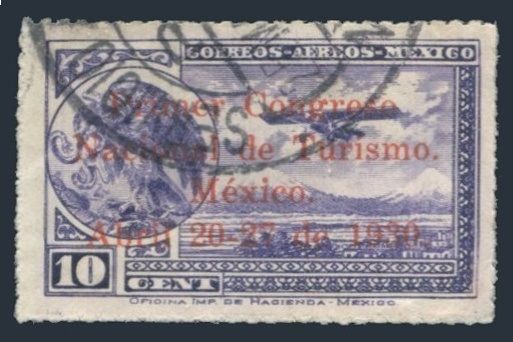 CORREOS-AEREOS-MEXICO
Primer Congreso
Nacional de Turismo.
México.
Abril 20-27 de 1930.
10
CENT
OFICINA IMP. DE HACIENDA-MEXICO